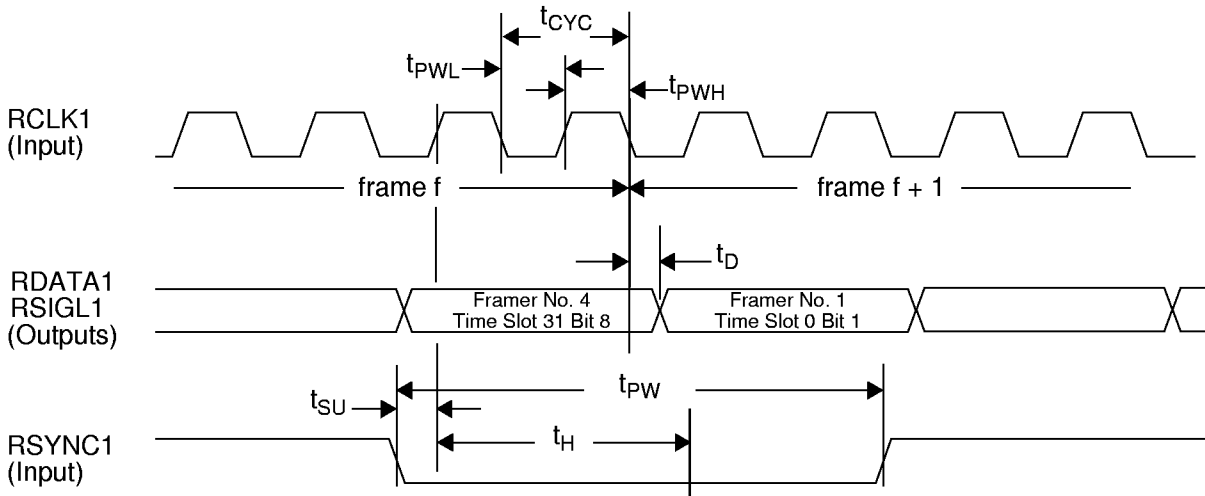 tCYC
tPWL
tPWH
RCLK1
(Input)
frame f
frame f + 1
tD
RDATA1
RSIGL1
(Outputs)
Framer No. 4
Time Slot 31 Bit 8
Framer No. 1
Time Slot 0 Bit 1
tPW
tSU
tH
RSYNC1
(Input)